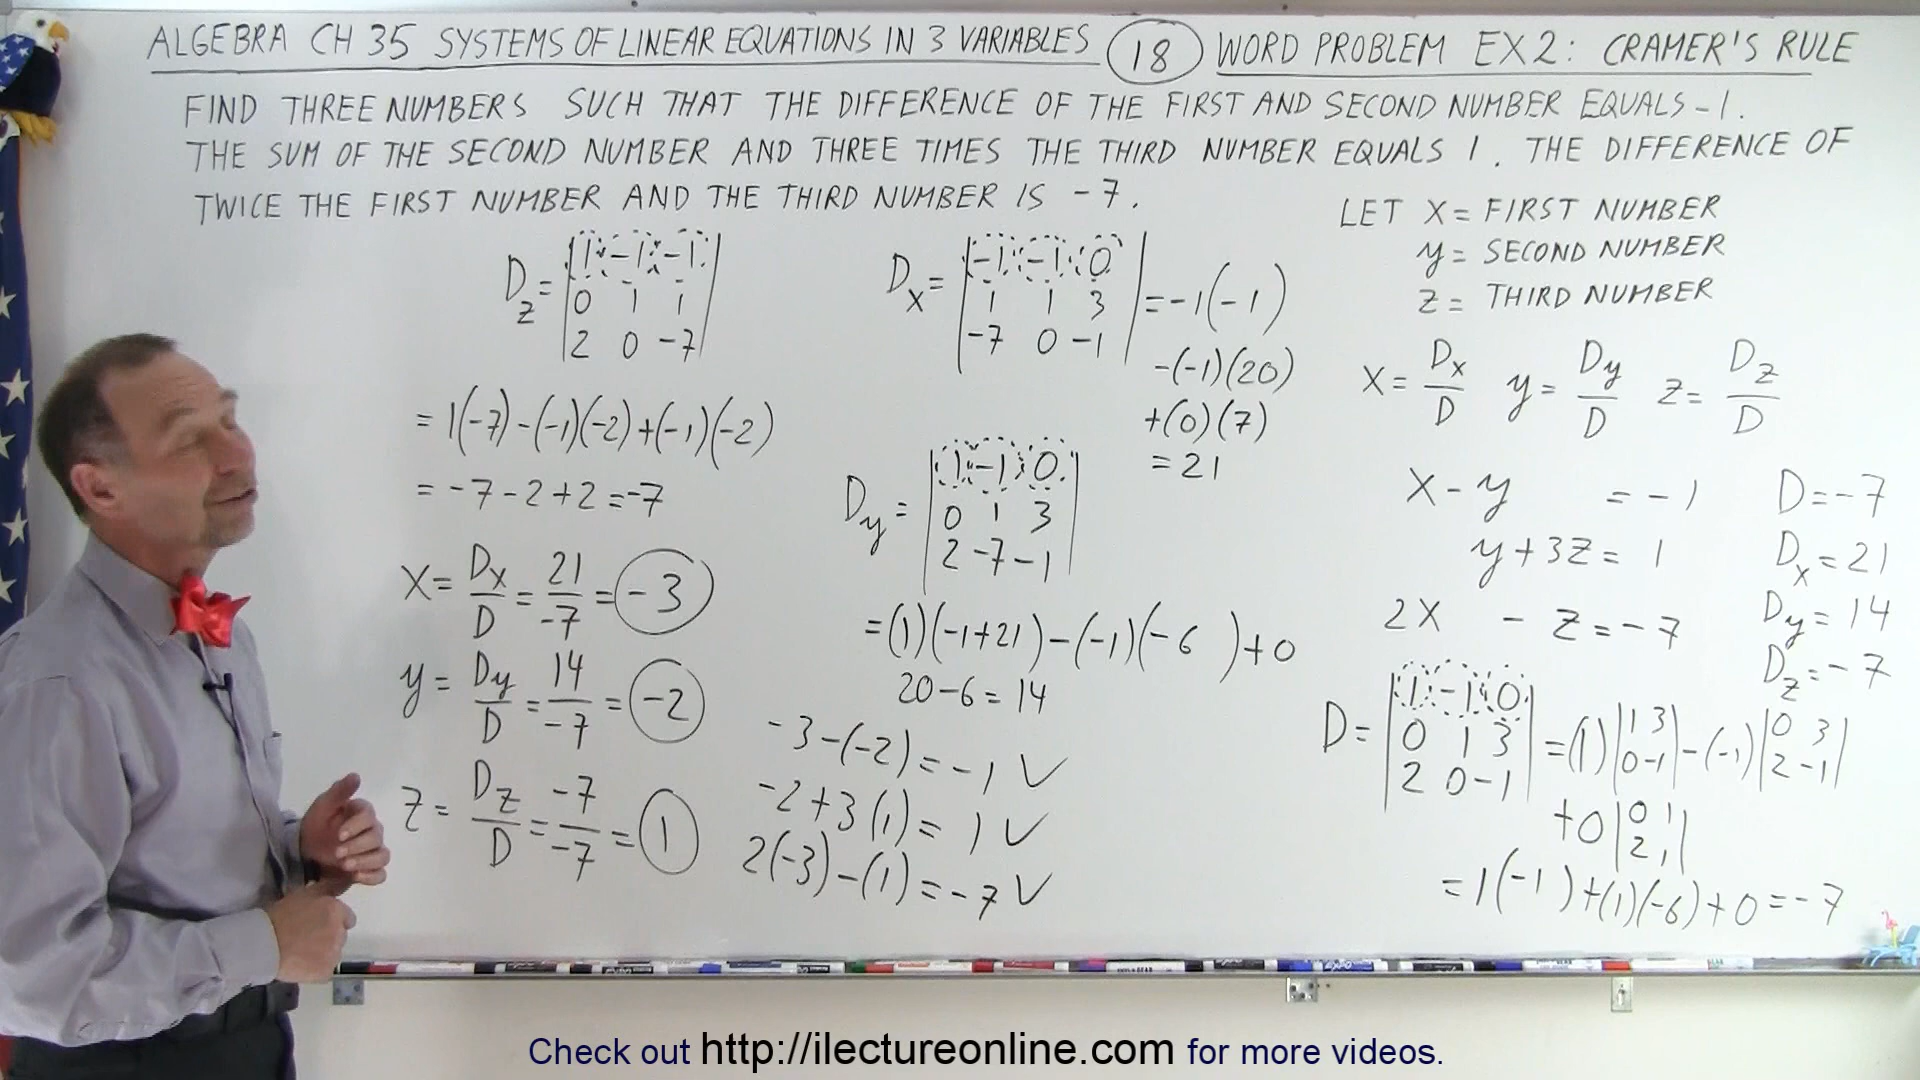 ALGEBRA CH 35 SYSTEMS OF LINEAR EQUATIONS IN 3 VARIABLES 18 WORD PROBLEM EX2: CRAMER'S RULE
FIND THREE NUMBERS SUCH THAT THE DIFFERENCE OF THE FIRST AND SECOND NUMBER EQUALS -1.
THE SUM OF THE SECOND NUMBER AND THREE TIMES THE THIRD NUMBER EQUALS 1. THE DIFFERENCE OF
TWICE THE FIRST NUMBER AND THE THIRD NUMBER IS -7.
Dz = |1 -1 -1|
|0 1 1|
|2 0 -7|
= 1(-7)-(-1)(-2)+(-1)(-2)
= -7-2+2=-7
X = Dx/D = 21/-7 = -3
y = Dy/D = 14/-7 = -2
z = Dz/D = -7/-7 = 1
Dx = |-1 -1 0|
|1 1 3|
|-7 0 -1|
=-1(-1)
-(-1)(20)
+(0)(7)
=21
Dy = |1 -1 0|
|0 1 3|
|2 -7 -1|
=(1)(-1+21)-(-1)(-6)+0
20-6=14
-3-(-2)=-1 ✓
-2+3(1)=1 ✓
2(-3)-(1)=-7 ✓
LET X = FIRST NUMBER
y = SECOND NUMBER
z = THIRD NUMBER
X = Dx/D y = Dy/D z = Dz/D
X - y = -1
y + 3z = 1
2X - z = -7
D=-7
Dx=21
Dy=14
Dz=-7
D = |1 -1 0|
|0 1 3|
|2 0 -1|
=(1)|1 3|-(-1)|0 3|
|0 -1| |2 -1|
+0|0 1|
|2 1|
=1(-1)+(1)(-6)+0=-7
Check out http://ilectureonline.com for more videos.